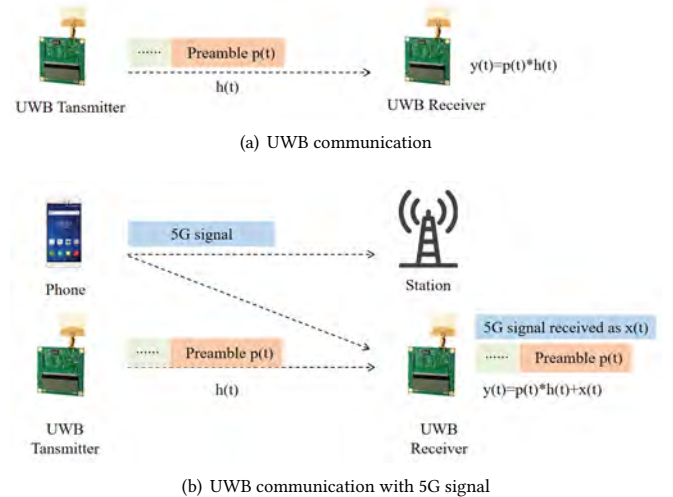 ...... Preamble p(t)
h(t)
y(t)=p(t)*h(t)
UWB Tansmitter
UWB Receiver
(a) UWB communication
5G signal
Phone
Station
5G signal received as x(t)
...... Preamble p(t)
...... Preamble p(t)
h(t)
y(t)=p(t)*h(t)+x(t)
UWB
Transmitter
UWB
Receiver
(b) UWB communication with 5G signal